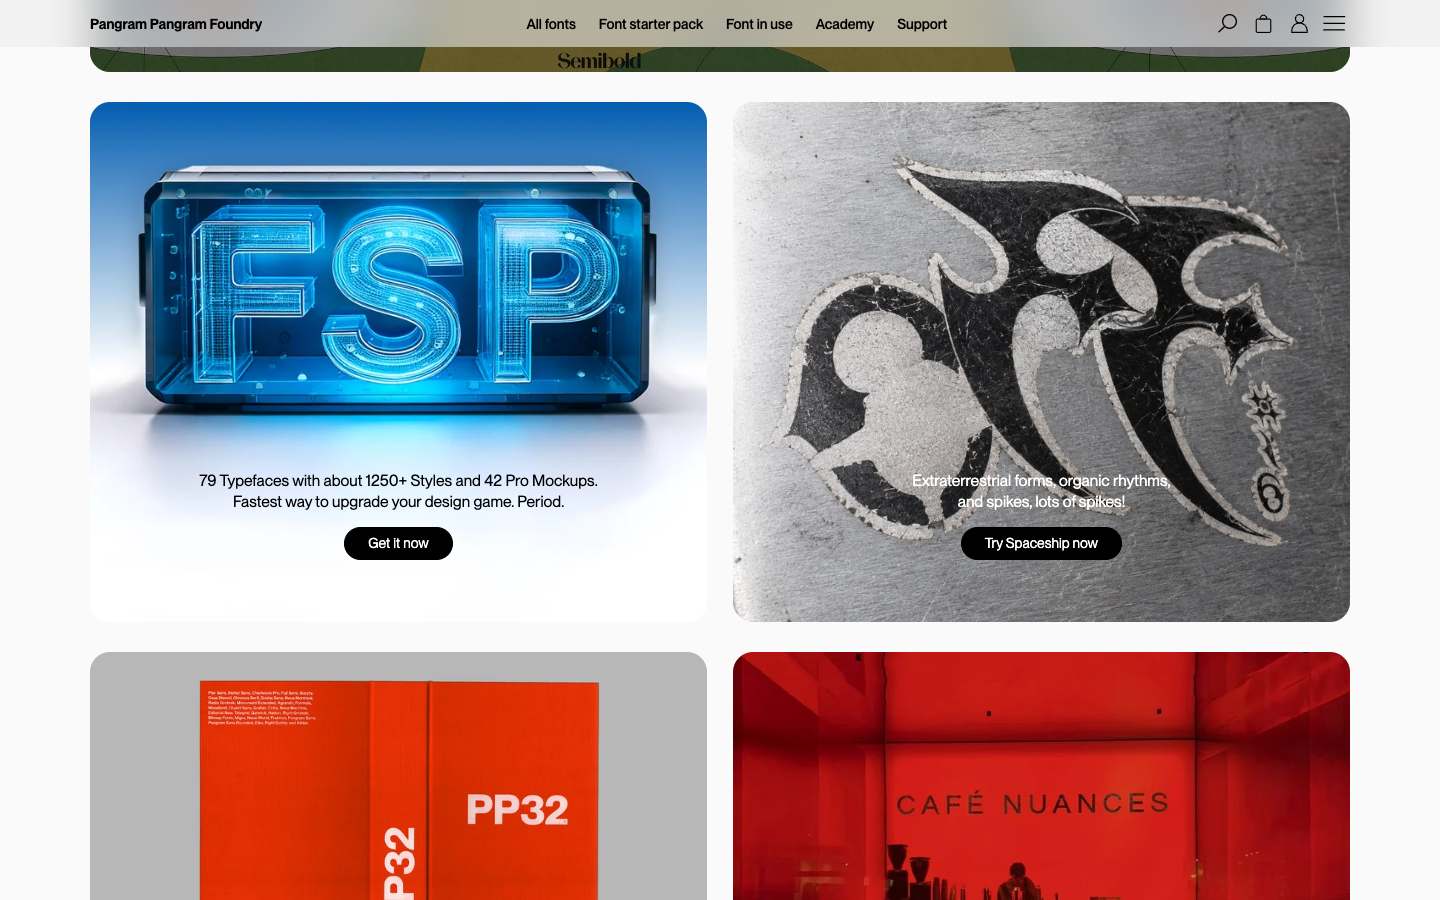 Pangram Pangram Foundry
All fonts
Font starter pack
Font in use
Academy
Support
Semibold
FSP
79 Typefaces with about 1250+ Styles and 42 Pro Mockups.
Fastest way to upgrade your design game. Period.
Get it now
Extraterrestrial forms, organic rhythms,
and spikes, lots of spikes!
Try Spaceship now
PP32
P32
CAFÉ NUANCES